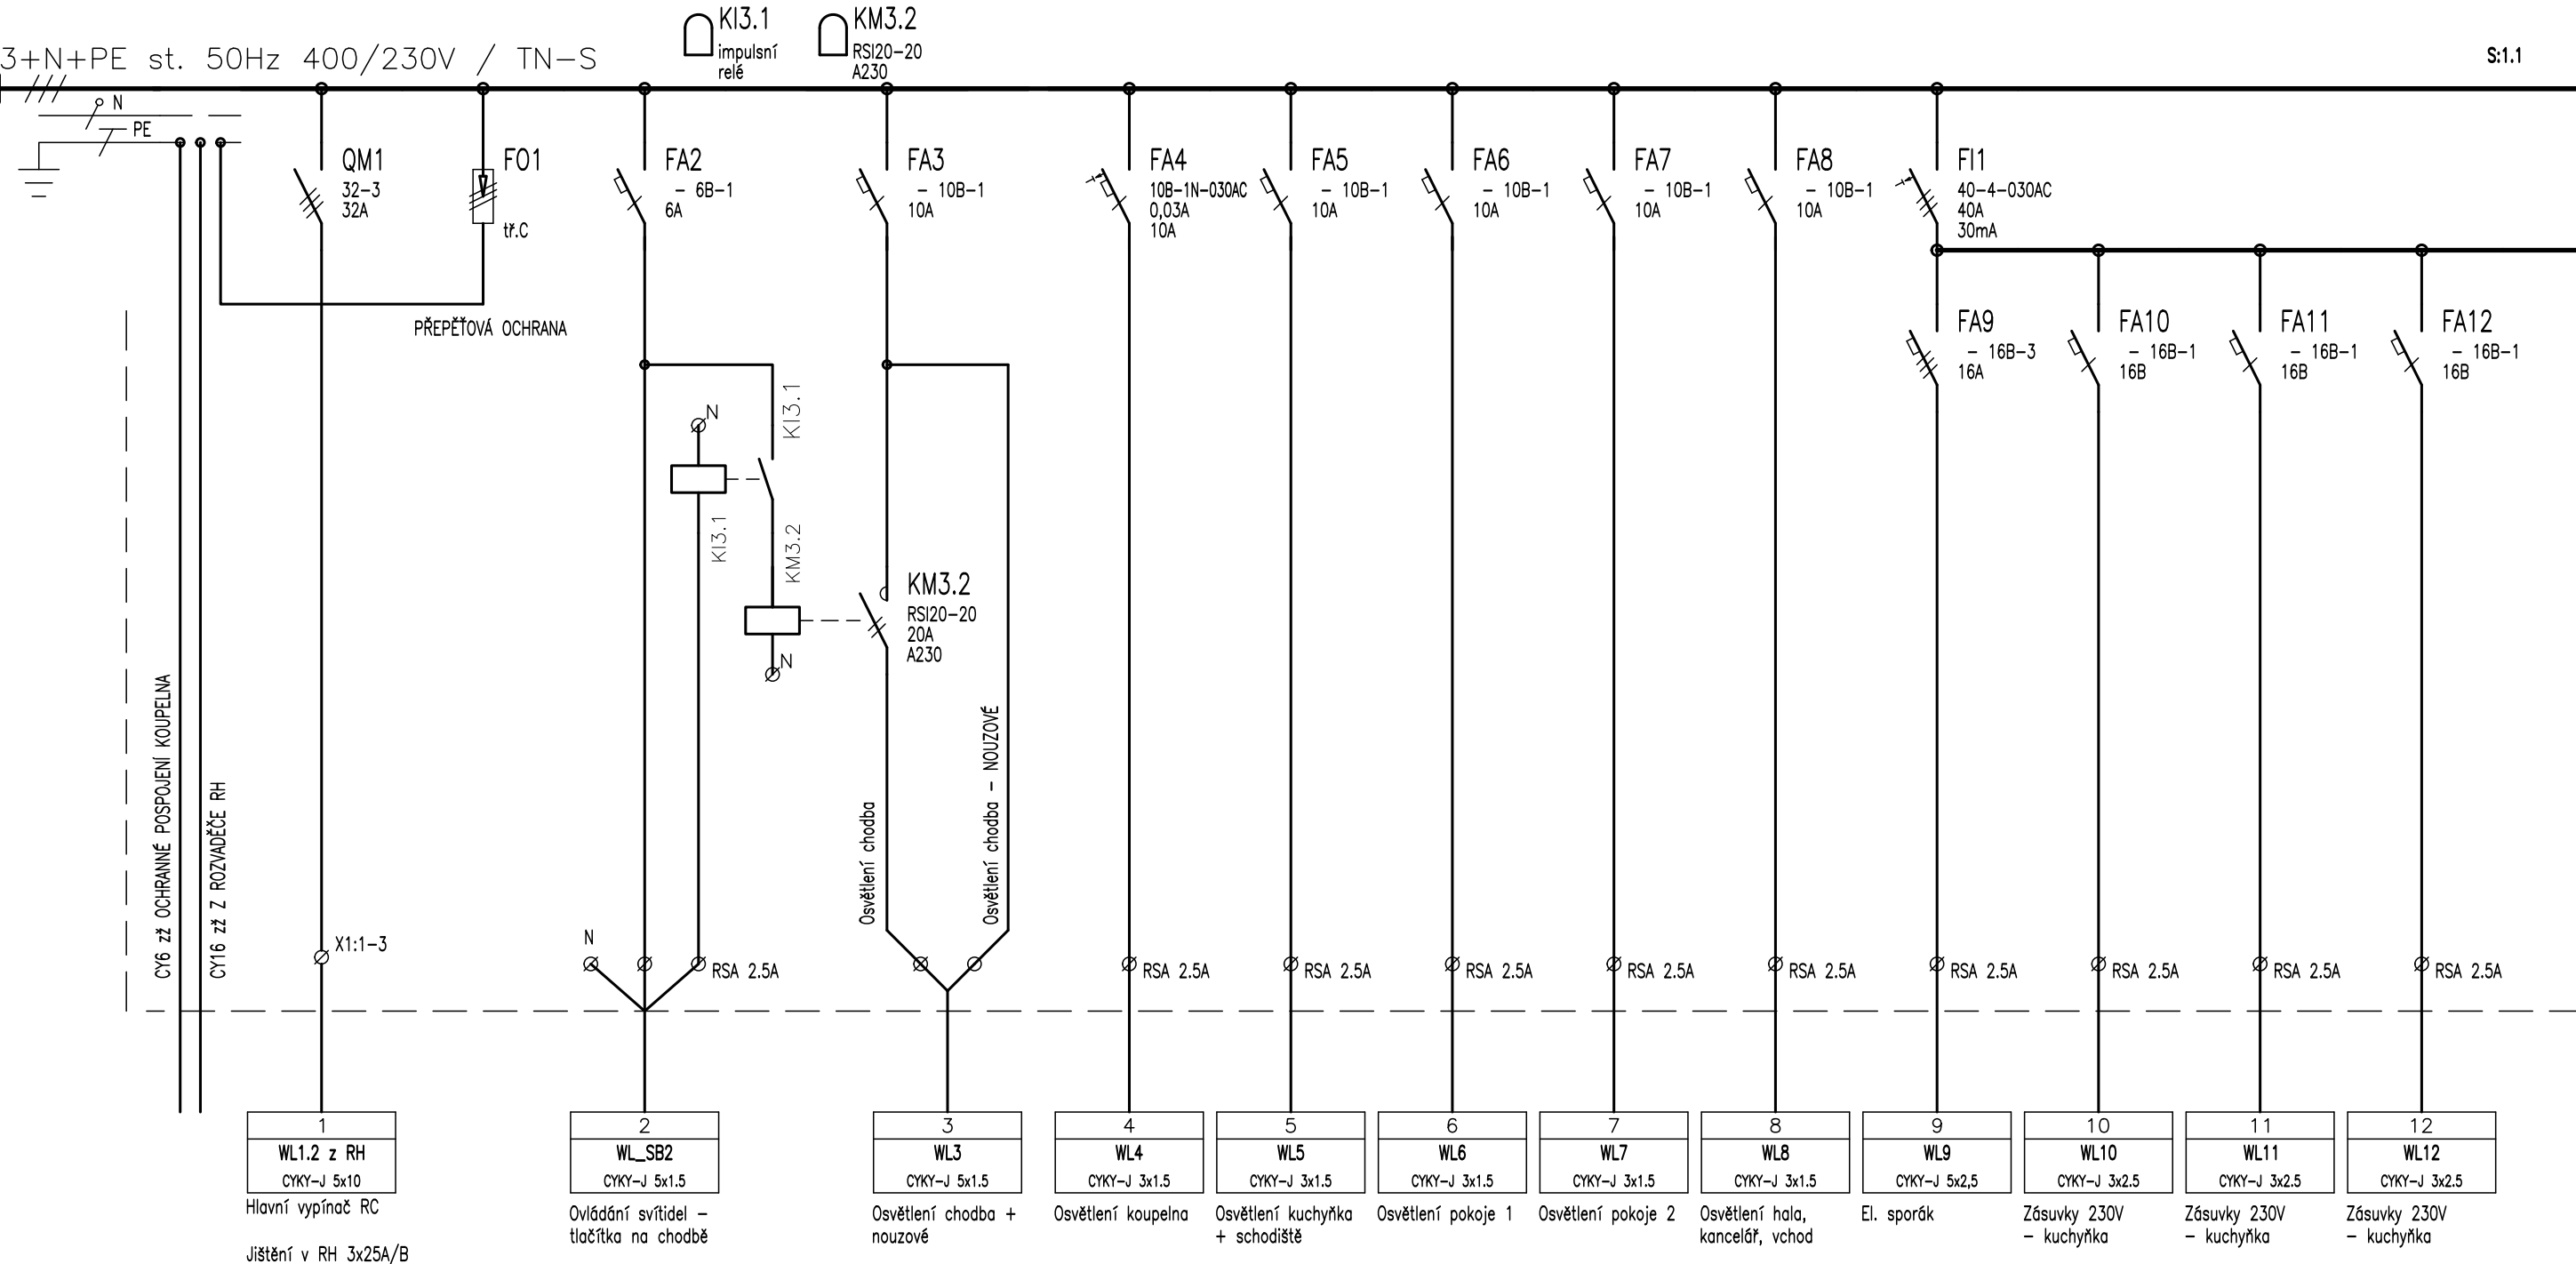 KI3.1
impulsní
relé
KM3.2
RSI20-20
A230
3+N+PE st. 50Hz 400/230V / TN-S
S:1.1
N
PE
QM1
32-3
32A
FO1
tř.C
FA2
- 6B-1
6A
FA3
- 10B-1
10A
FA4
10B-1N-030AC
0,03A
10A
FA5
- 10B-1
10A
FA6
- 10B-1
10A
FA7
- 10B-1
10A
FA8
- 10B-1
10A
FI1
40-4-030AC
40A
30mA
PŘEPĚŤOVÁ OCHRANA
FA9
- 16B-3
16A
FA10
- 16B-1
16B
FA11
- 16B-1
16B
FA12
- 16B-1
16B
KI3.1
N
KI3.1
KM3.2
KM3.2
RSI20-20
20A
A230
N
CY6 zž OCHRANNÉ POSPOJENÍ KOUPELNA
CY16 zž Z ROZVADĚČE RH
Osvětlení chodba
Osvětlení chodba - NOUZOVÉ
X1:1-3
N
RSA 2.5A
RSA 2.5A
RSA 2.5A
RSA 2.5A
RSA 2.5A
RSA 2.5A
RSA 2.5A
RSA 2.5A
RSA 2.5A
RSA 2.5A
1
WL1.2 z RH
CYKY-J 5x10
Hlavní vypínač RC
Jištění v RH 3x25A/B
2
WL_SB2
CYKY-J 5x1.5
Ovládání svítidel -
tlačítka na chodbě
3
WL3
CYKY-J 5x1.5
Osvětlení chodba +
nouzové
4
WL4
CYKY-J 3x1.5
Osvětlení koupelna
5
WL5
CYKY-J 3x1.5
Osvětlení kuchyňka
+ schodiště
6
WL6
CYKY-J 3x1.5
Osvětlení pokoje 1
7
WL7
CYKY-J 3x1.5
Osvětlení pokoje 2
8
WL8
CYKY-J 3x1.5
Osvětlení hala,
kancelář, vchod
9
WL9
CYKY-J 5x2,5
El. sporák
10
WL10
CYKY-J 3x2.5
Zásuvky 230V
- kuchyňka
11
WL11
CYKY-J 3x2.5
Zásuvky 230V
- kuchyňka
12
WL12
CYKY-J 3x2.5
Zásuvky 230V
- kuchyňka